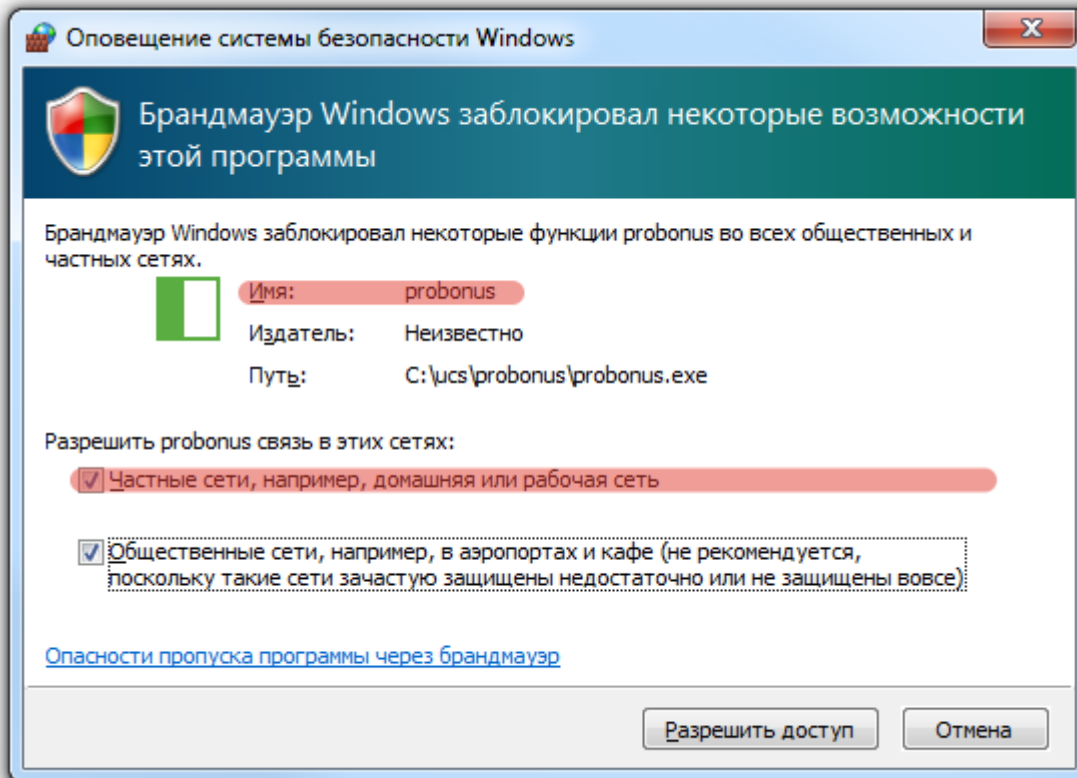 Оповещение системы безопасности Windows
Брандмауэр Windows заблокировал некоторые возможности
этой программы
Брандмауэр Windows заблокировал некоторые функции probonus во всех общественных и
частных сетях.
Имя: probonus
Издатель: Неизвестно
Путь: C:\ucs\probonus\probonus.exe
Разрешить probonus связь в этих сетях:
Частные сети, например, домашняя или рабочая сеть
Общественные сети, например, в аэропортах и кафе (не рекомендуется,
поскольку такие сети зачастую защищены недостаточно или не защищены вовсе)
Опасности пропуска программы через брандмауэр
Разрешить доступ Отмена